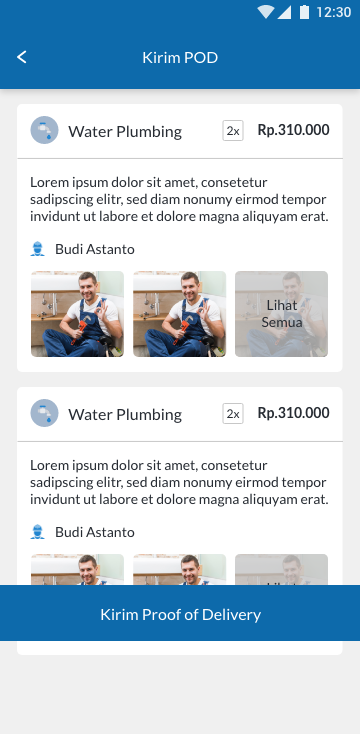 12:30
Kirim POD
Water Plumbing 2x Rp.310.000
Lorem ipsum dolor sit amet, consetetur
sadipscing elitr, sed diam nonumy eirmod tempor
invidunt ut labore et dolore magna aliquyam erat.
Budi Astanto
Lihat
Semua
Water Plumbing 2x Rp.310.000
Lorem ipsum dolor sit amet, consetetur
sadipscing elitr, sed diam nonumy eirmod tempor
invidunt ut labore et dolore magna aliquyam erat.
Budi Astanto
Kirim Proof of Delivery